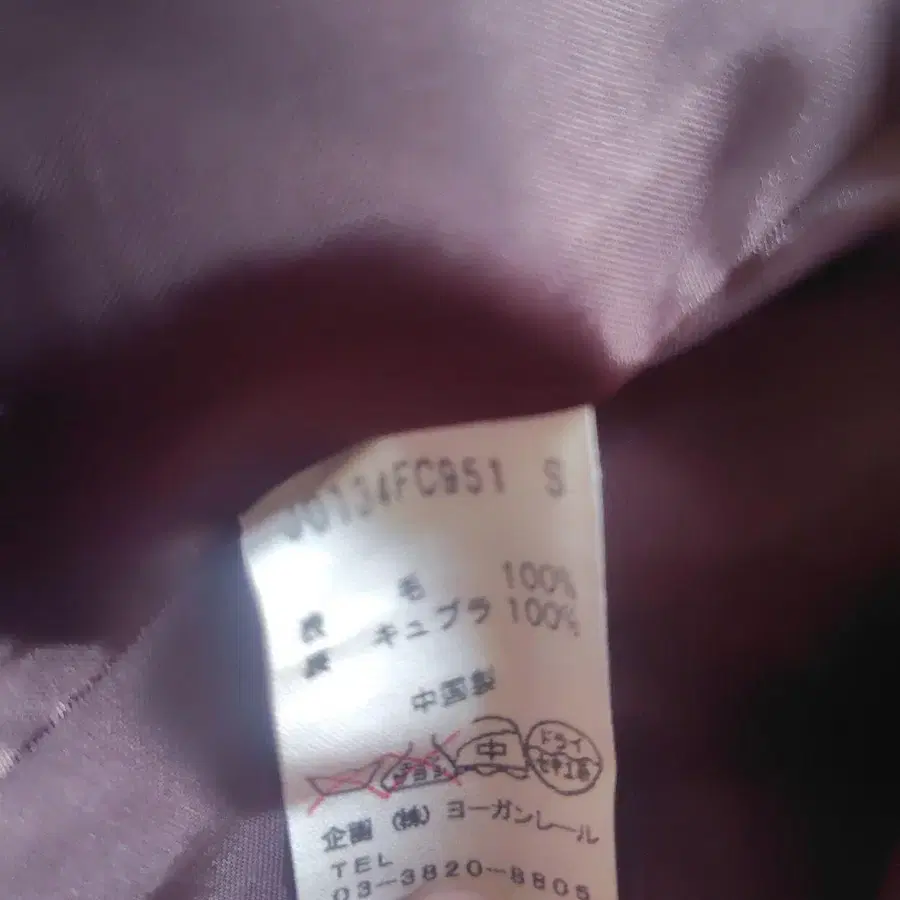 134FC951 S
表 毛 100%
裏 キュプラ 100%
中国製
中 ドライ
企画 (株) ヨーガンレール
TEL
03-3820-8805